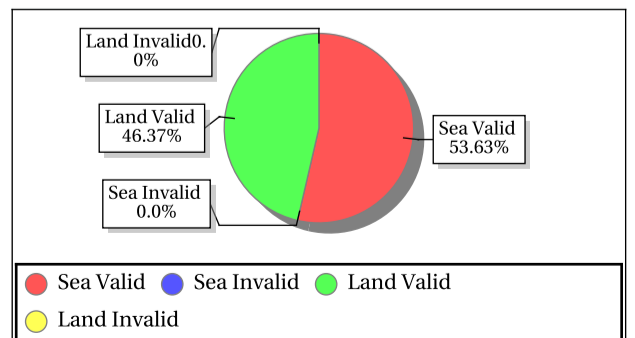 Land Invalid0.
0%
Land Valid
46.37%
Sea Valid
53.63%
Sea Invalid
0.0%
Sea Valid Sea Invalid Land Valid
Land Invalid